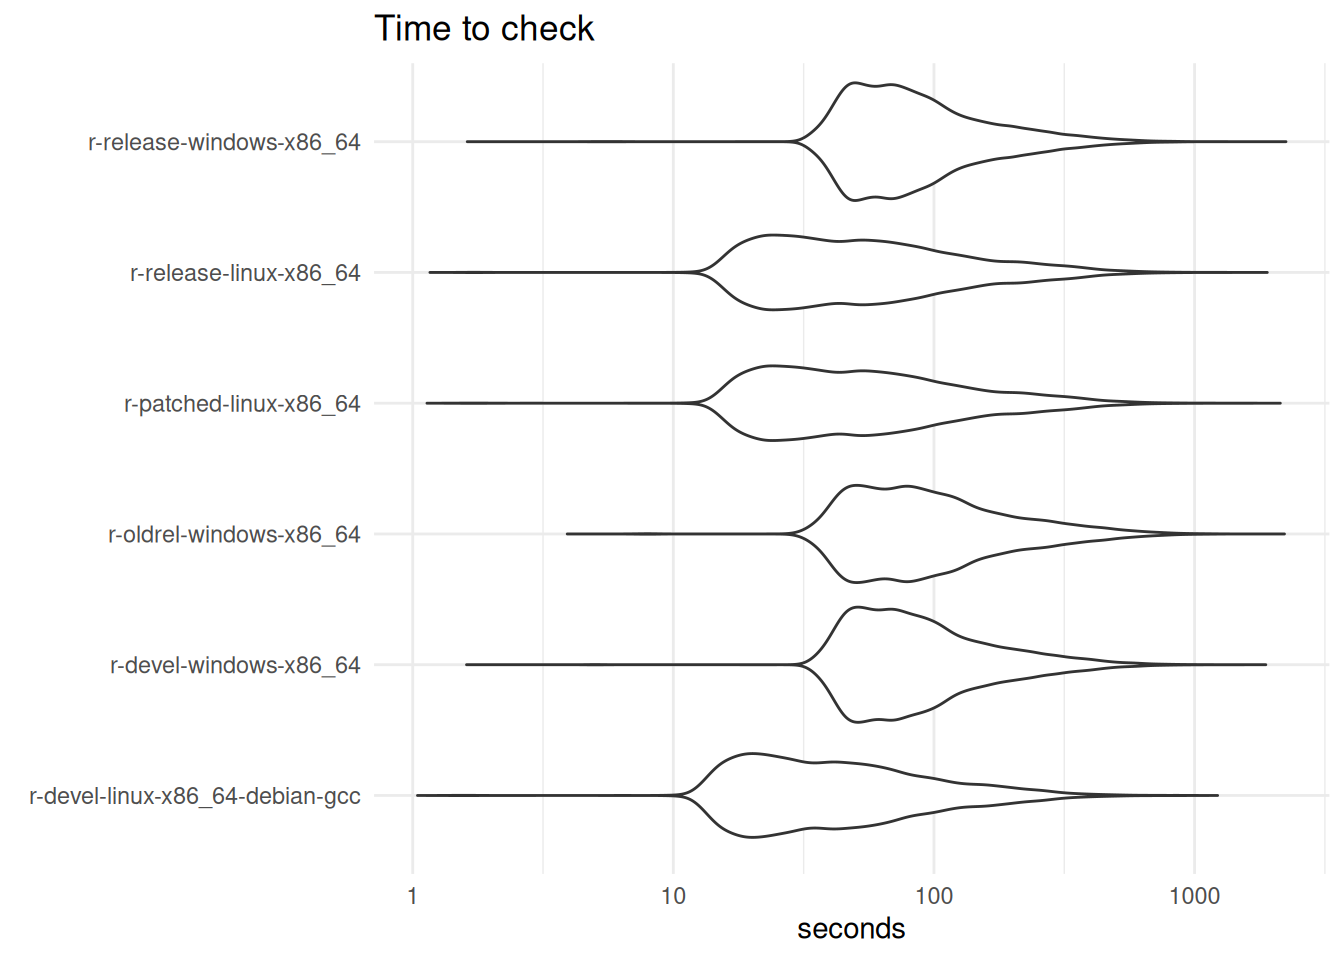 Time to check
r-release-windows-x86_64
r-release-linux-x86_64
r-patched-linux-x86_64
r-oldrel-windows-x86_64
r-devel-windows-x86_64
r-devel-linux-x86_64-debian-gcc
1 10 100 1000
seconds